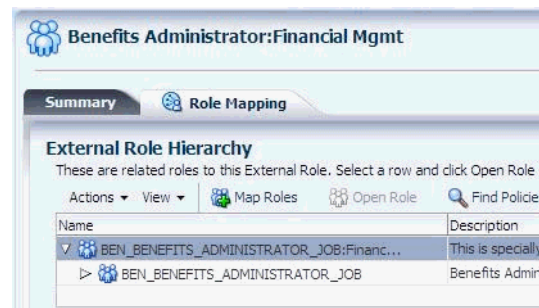 Benefits Administrator:Financial Mgmt
Summary Role Mapping
External Role Hierarchy
These are related roles to this External Role. Select a row and click Open Role
Actions View Map Roles Open Role Find Policie
Name Description
BEN_BENEFITS_ADMINISTRATOR_JOB:Financ... This is specially
BEN_BENEFITS_ADMINISTRATOR_JOB Benefits Admin